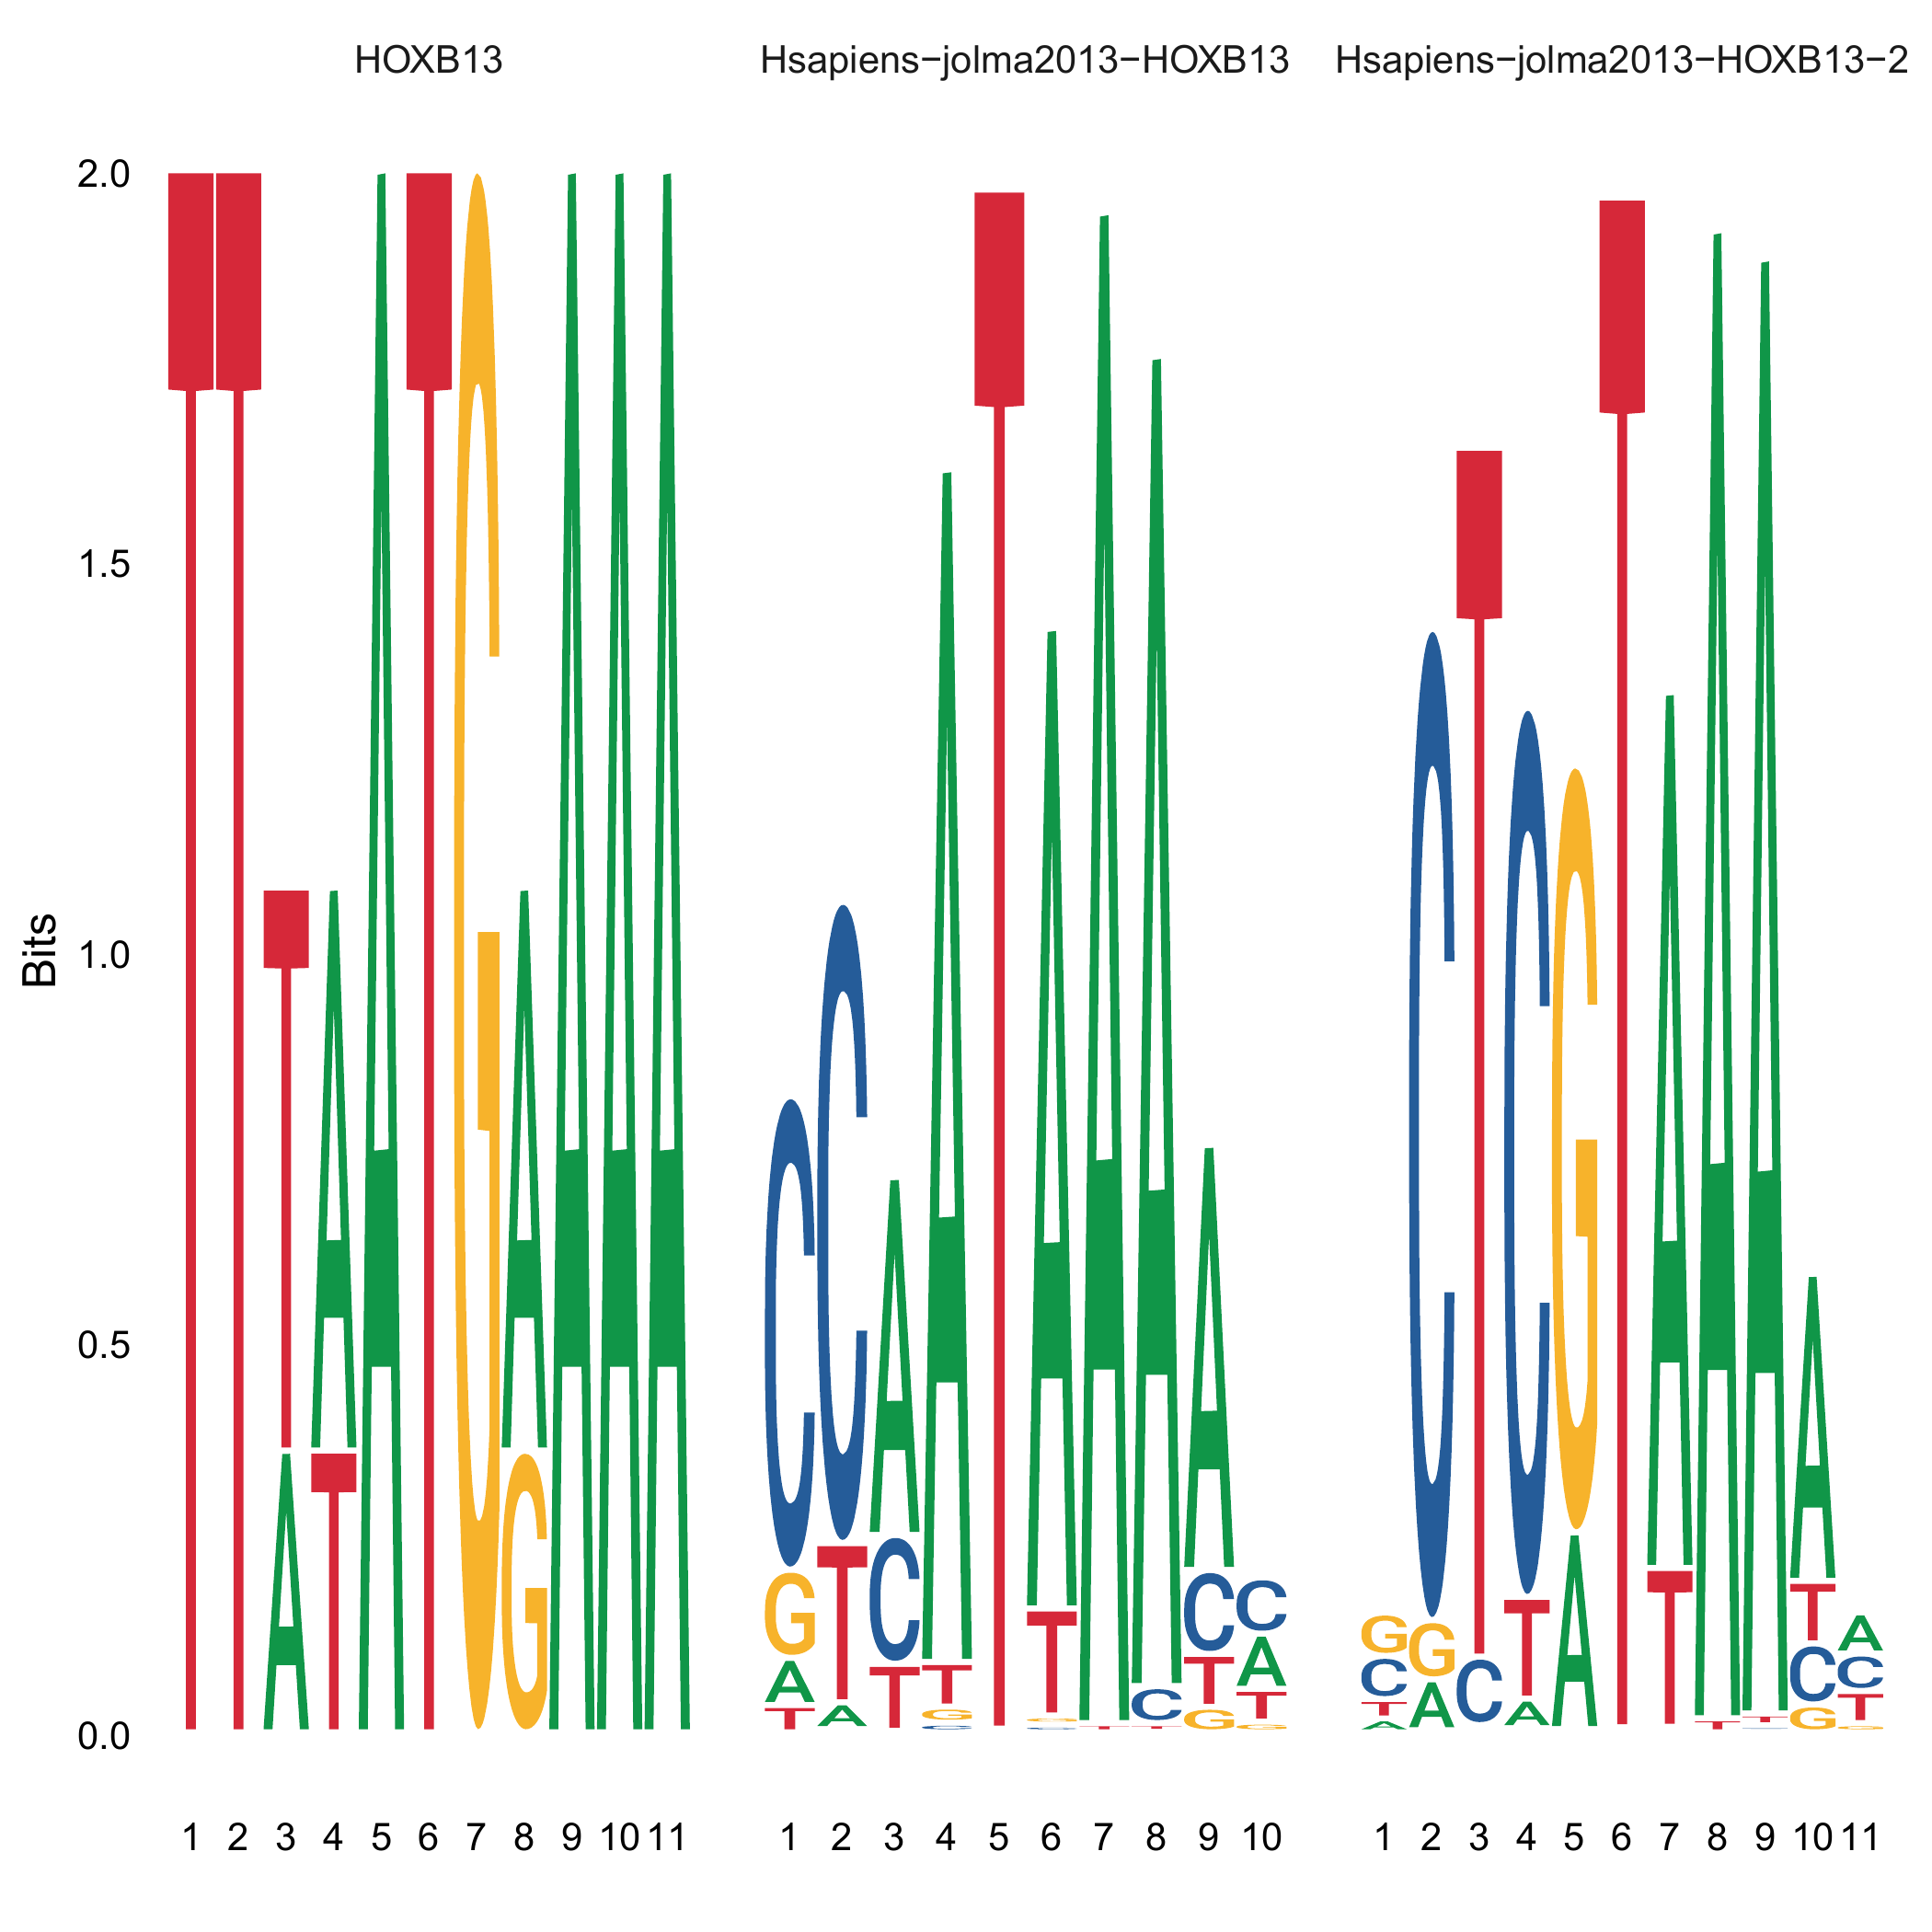 HOXB13 Hsapiens−jolma2013−HOXB13 Hsapiens−jolma2013−HOXB13−2
2.0
1.5
1.0
0.5
0.0
Bits
T T T A A T G A A A A
A T G
C C A A T A A A A C
G T C T T C C A
A A T G G T T T
T C C T G G
C T C G T A A A A
G G C T A T T T A
C A A C C
T G T
A G
1 2 3 4 5 6 7 8 9 10 11 1 2 3 4 5 6 7 8 9 10 1 2 3 4 5 6 7 8 9 10 11